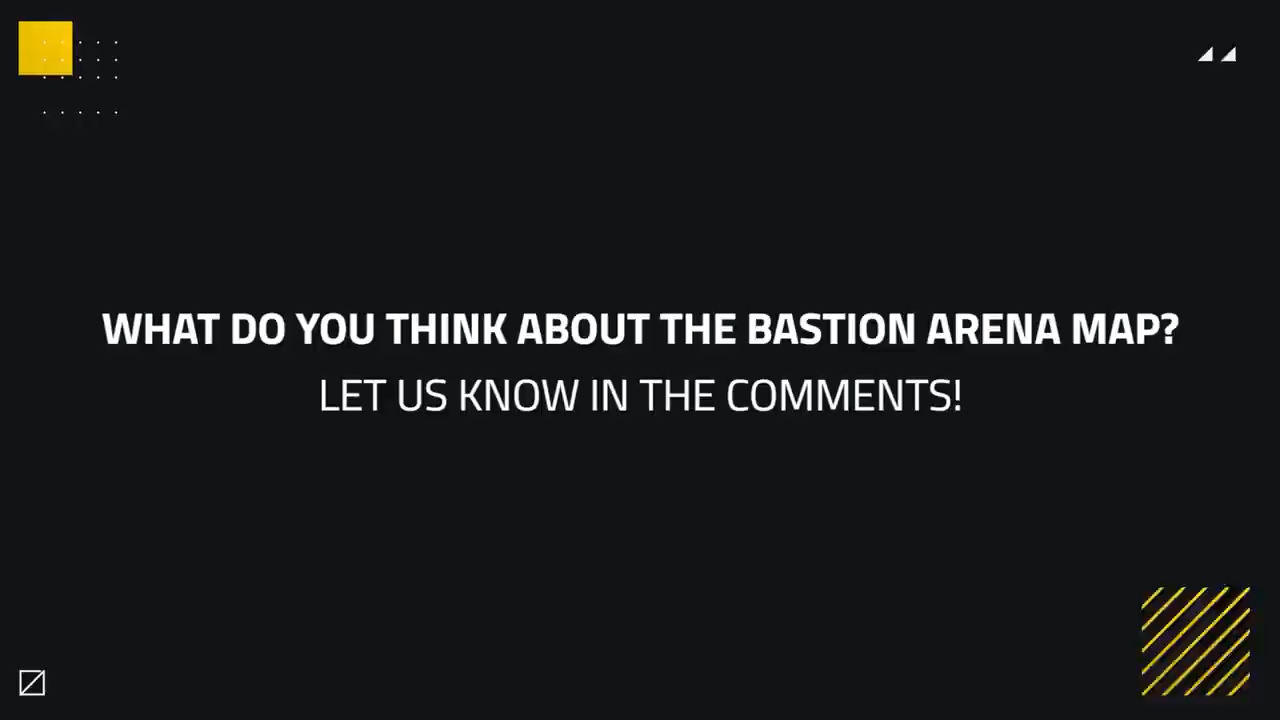 WHAT DO YOU THINK ABOUT THE BASTION ARENA MAP?
LET US KNOW IN THE COMMENTS!